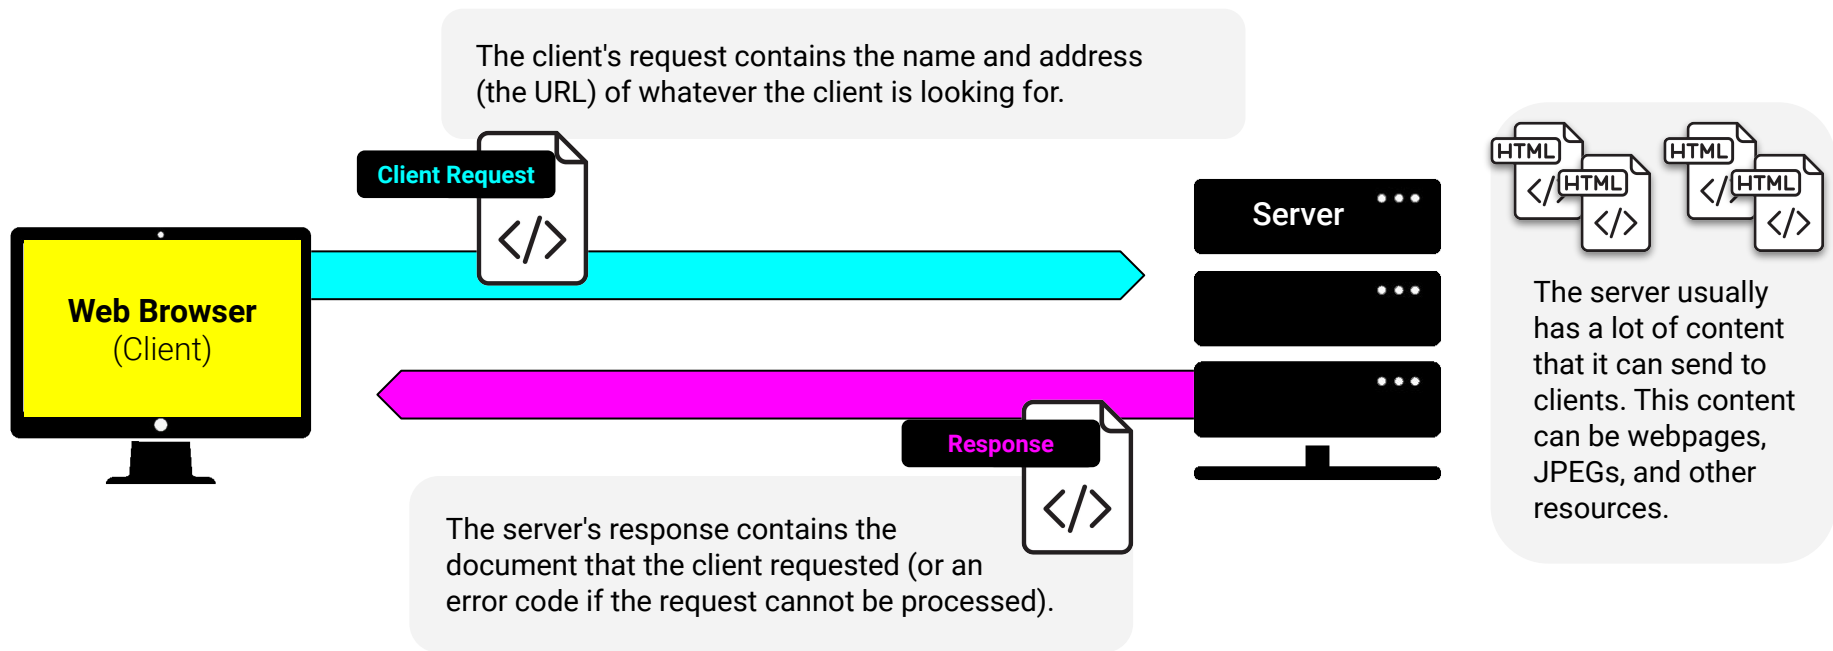 The client's request contains the name and address
(the URL) of whatever the client is looking for.
Client Request
</>
Web Browser
(Client)
Server
HTML
</>
HTML
</>
HTML
</>
HTML
</>
The server usually
has a lot of content
that it can send to
clients. This content
can be webpages,
JPEGs, and other
resources.
Response
</>
The server's response contains the
document that the client requested (or an
error code if the request cannot be processed).